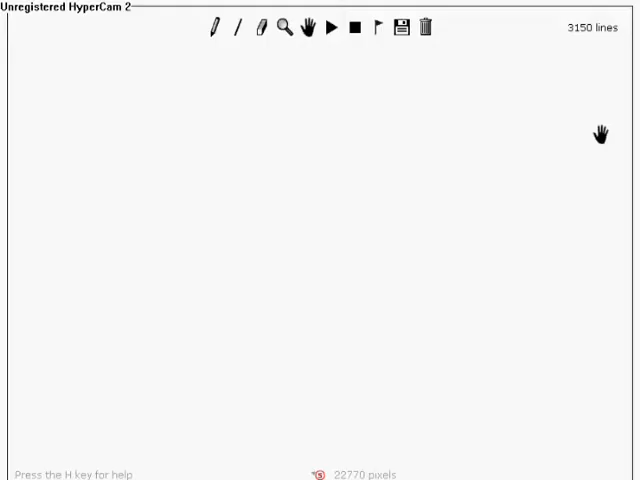 Unregistered HyperCam 2
3150 lines
Press the H key for help
S 22770 pixels